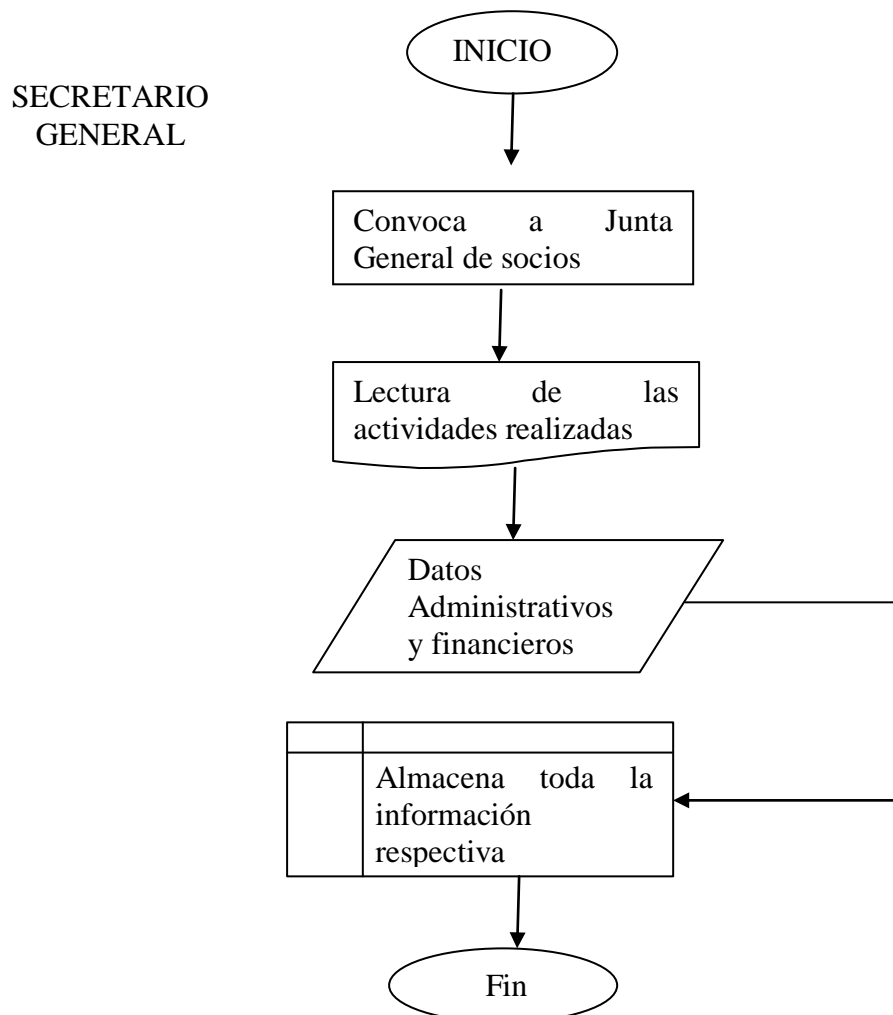 INICIO
SECRETARIO
GENERAL
Convoca a Junta
General de socios
Lectura de las
actividades realizadas
Datos
Administrativos
y financieros
Almacena toda la
información
respectiva
Fin